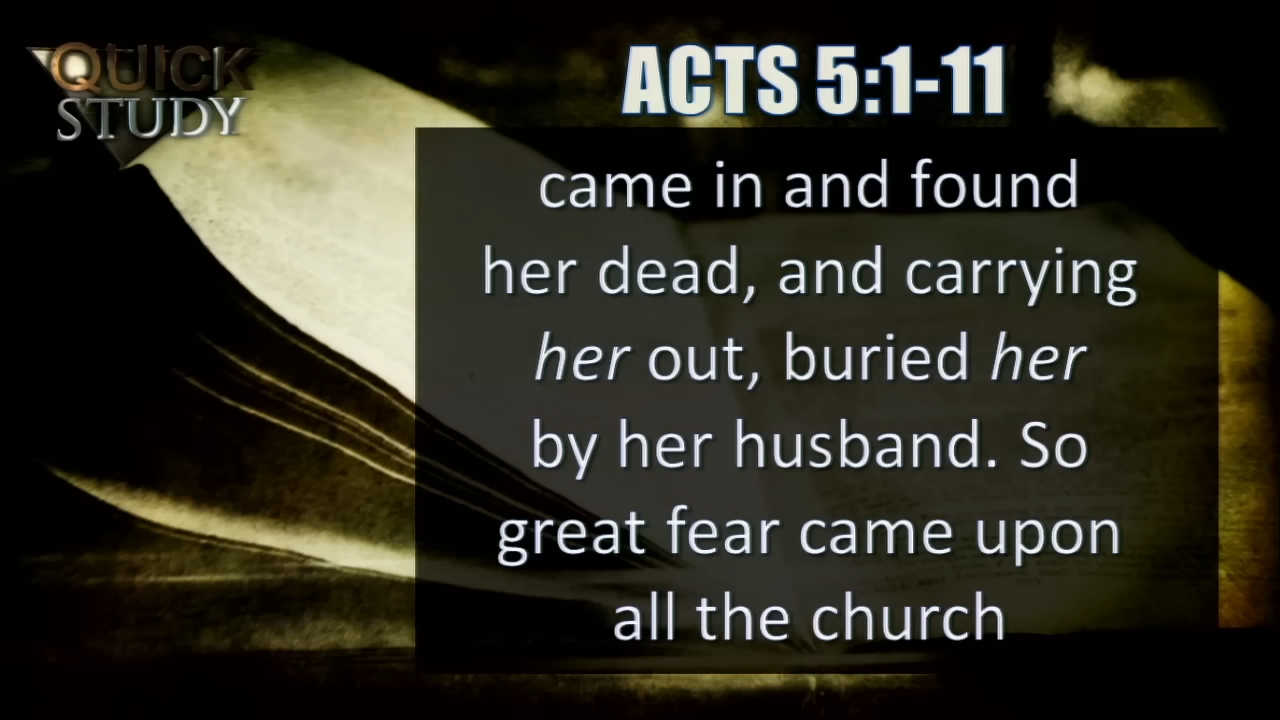 QUICK
STUDY
ACTS 5:1-11
came in and found
her dead, and carrying
her out, buried her
by her husband. So
great fear came upon
all the church